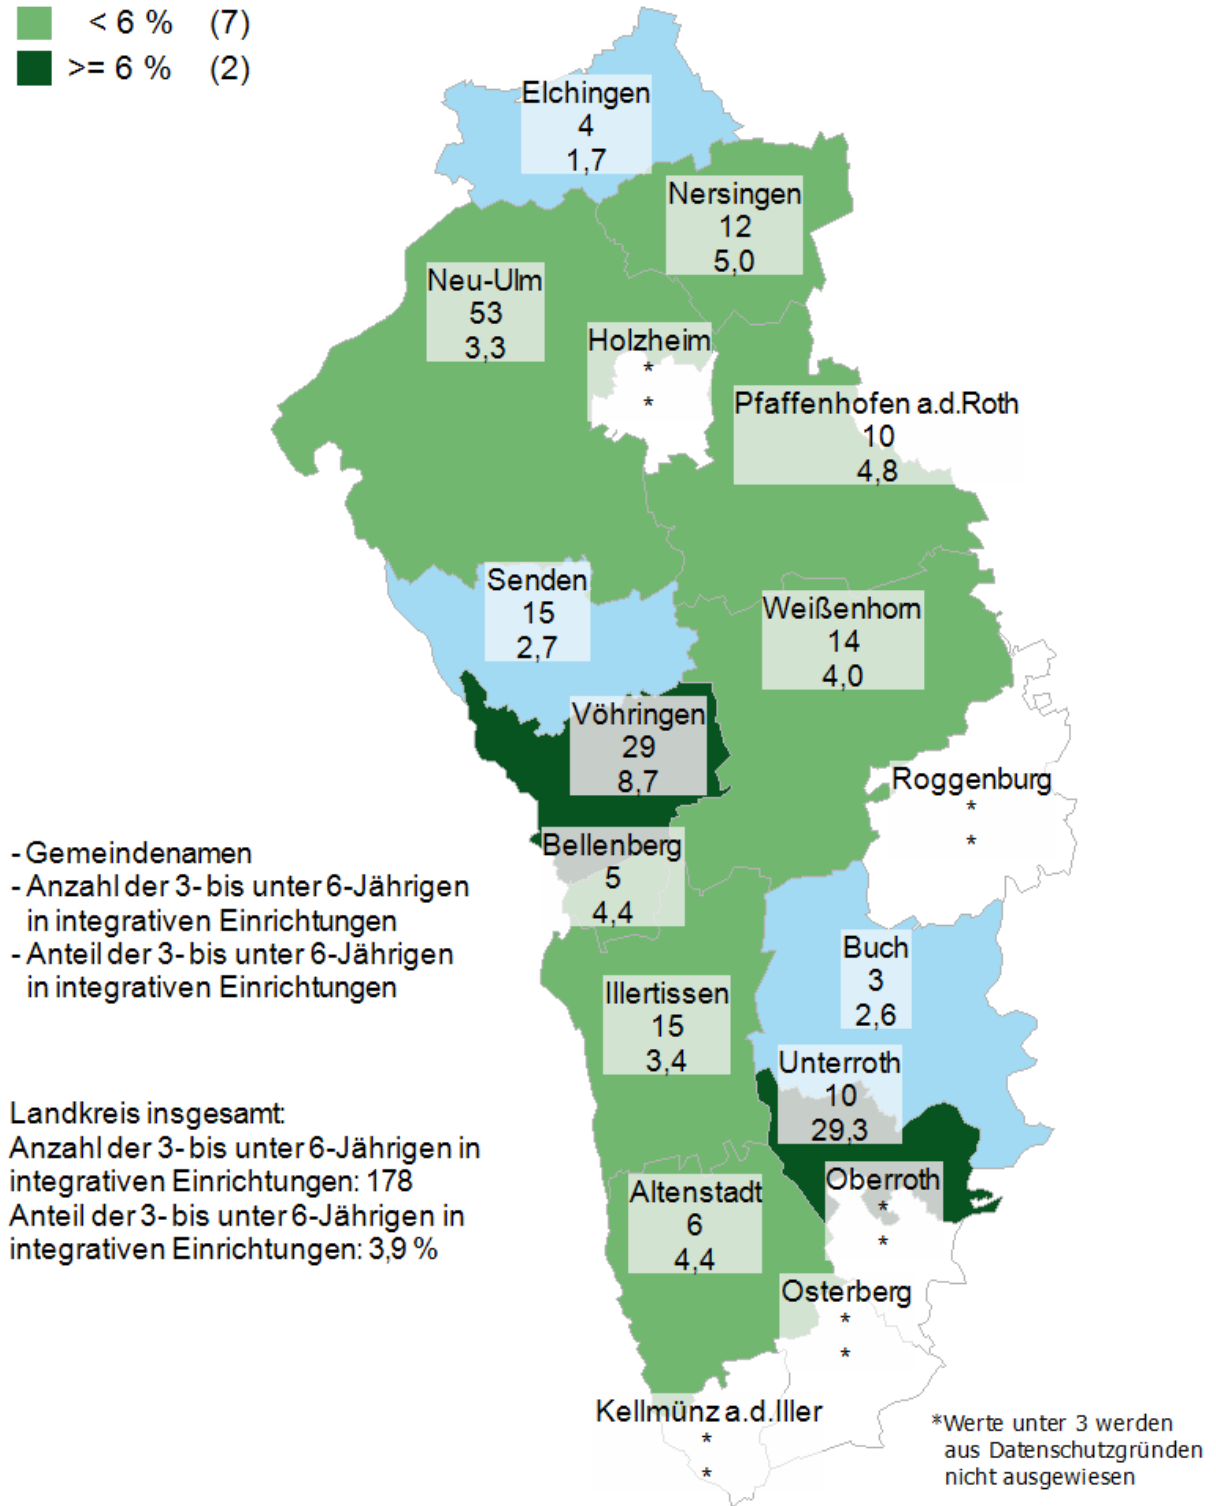 < 6 % (7)
>= 6 % (2)
Elchingen
4
1,7
Nersingen
12
5,0
Neu-Ulm
53
3,3
Holzheim
*
*
Pfaffenhofen a.d.Roth
10
4,8
Senden
15
2,7
Weißenhorn
14
4,0
Vöhringen
29
8,7
Roggenburg
*
*
Bellenberg
5
4,4
- Gemeindenamen
- Anzahl der 3- bis unter 6-Jährigen
in integrativen Einrichtungen
- Anteil der 3- bis unter 6-Jährigen
in integrativen Einrichtungen
Buch
3
2,6
Illertissen
15
3,4
Unterroth
10
29,3
Landkreis insgesamt:
Anzahl der 3- bis unter 6-Jährigen in
integrativen Einrichtungen: 178
Anteil der 3- bis unter 6-Jährigen in
integrativen Einrichtungen: 3,9 %
Altenstadt
6
4,4
Oberroth
*
*
Osterberg
*
*
Kellmünz a.d.Iller
*
*
*Werte unter 3 werden
aus Datenschutzgründen
nicht ausgewiesen